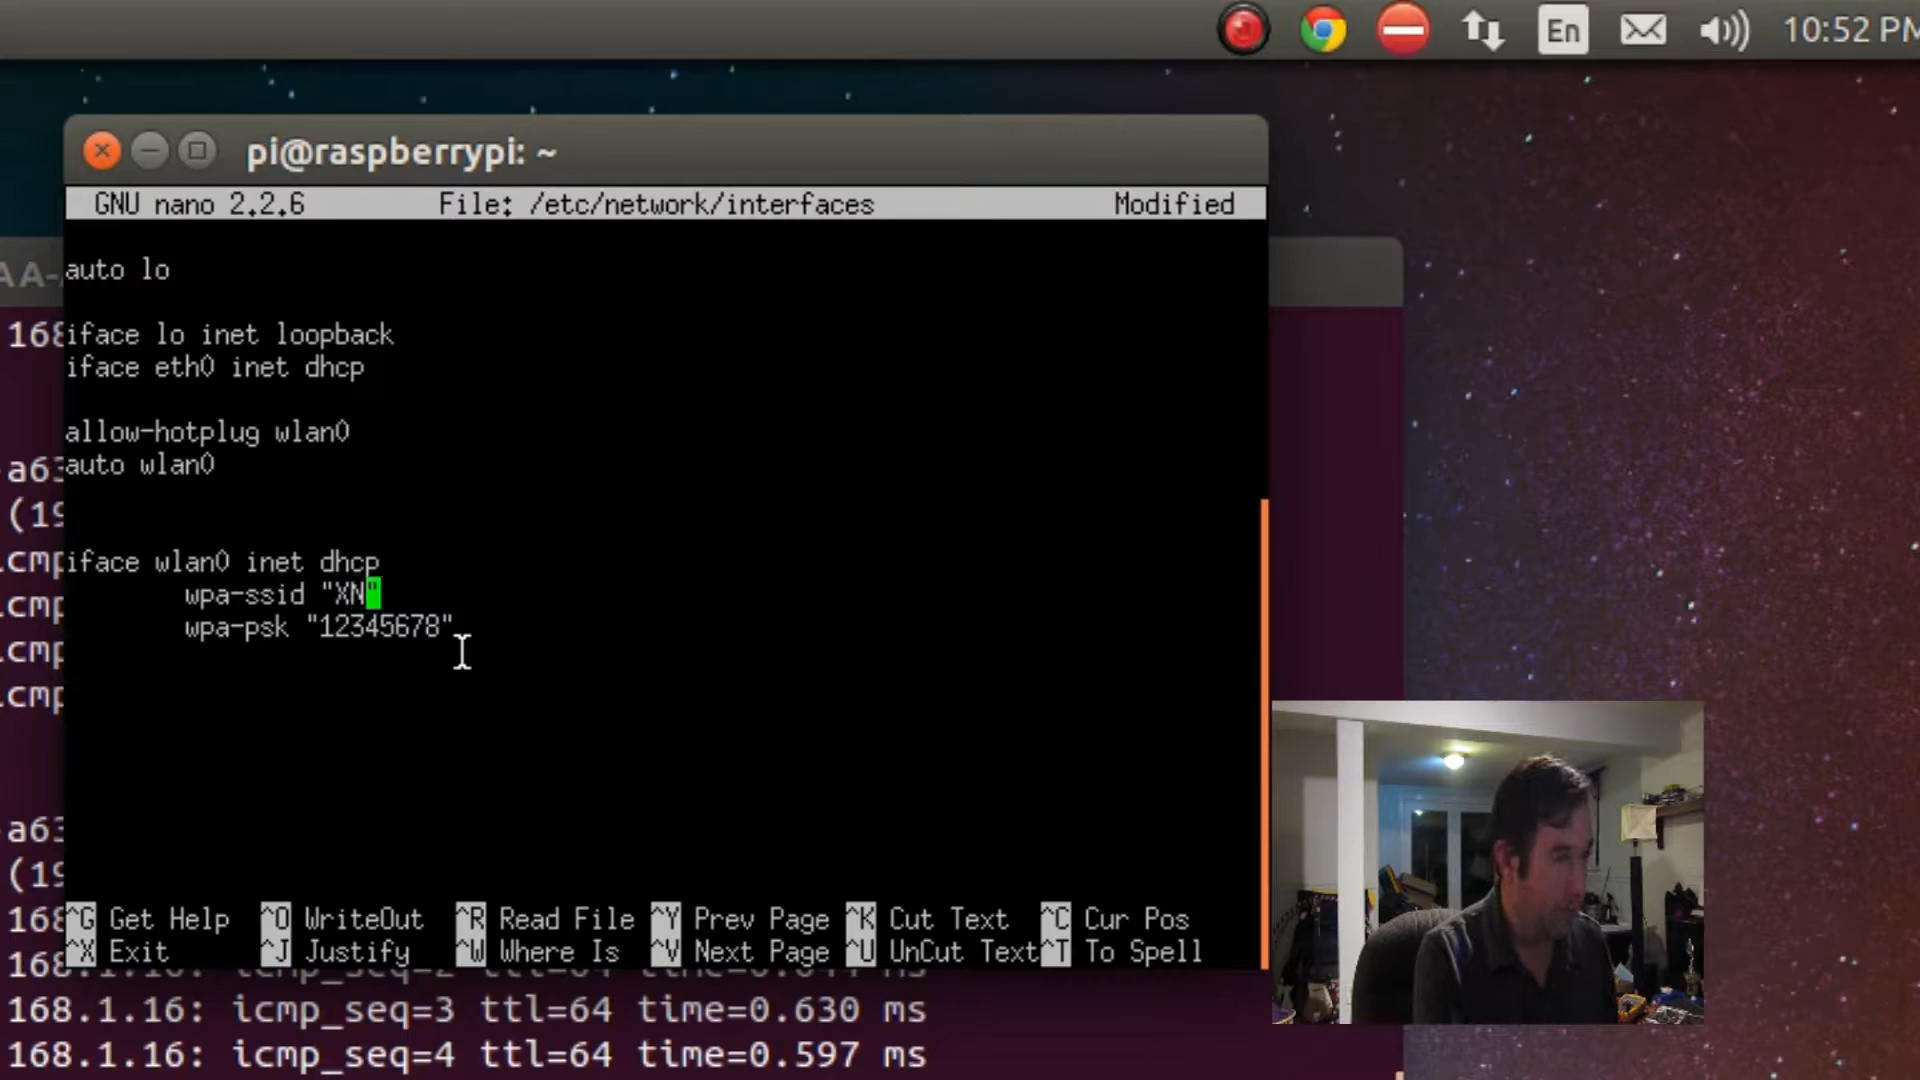 En
10:52 PM
pi@raspberrypi: ~
GNU nano 2.2.6 File: /etc/network/interfaces Modified
auto lo
iface lo inet loopback
iface eth0 inet dhcp
allow-hotplug wlan0
auto wlan0
iface wlan0 inet dhcp
wpa-ssid "XN"
wpa-psk "12345678"
^G Get Help ^O WriteOut ^R Read File ^Y Prev Page ^K Cut Text ^C Cur Pos
^X Exit ^J Justify ^W Where Is ^V Next Page ^U UnCut Text ^T To Spell
168.1.16: icmp_seq=3 ttl=64 time=0.630 ms
168.1.16: icmp_seq=4 ttl=64 time=0.597 ms